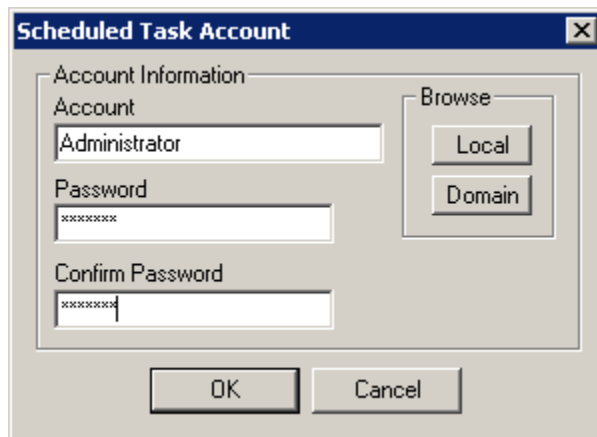 Scheduled Task Account
Account Information
Account
Administrator
Browse
Local
Domain
Password
*******
Confirm Password
*******
OK Cancel